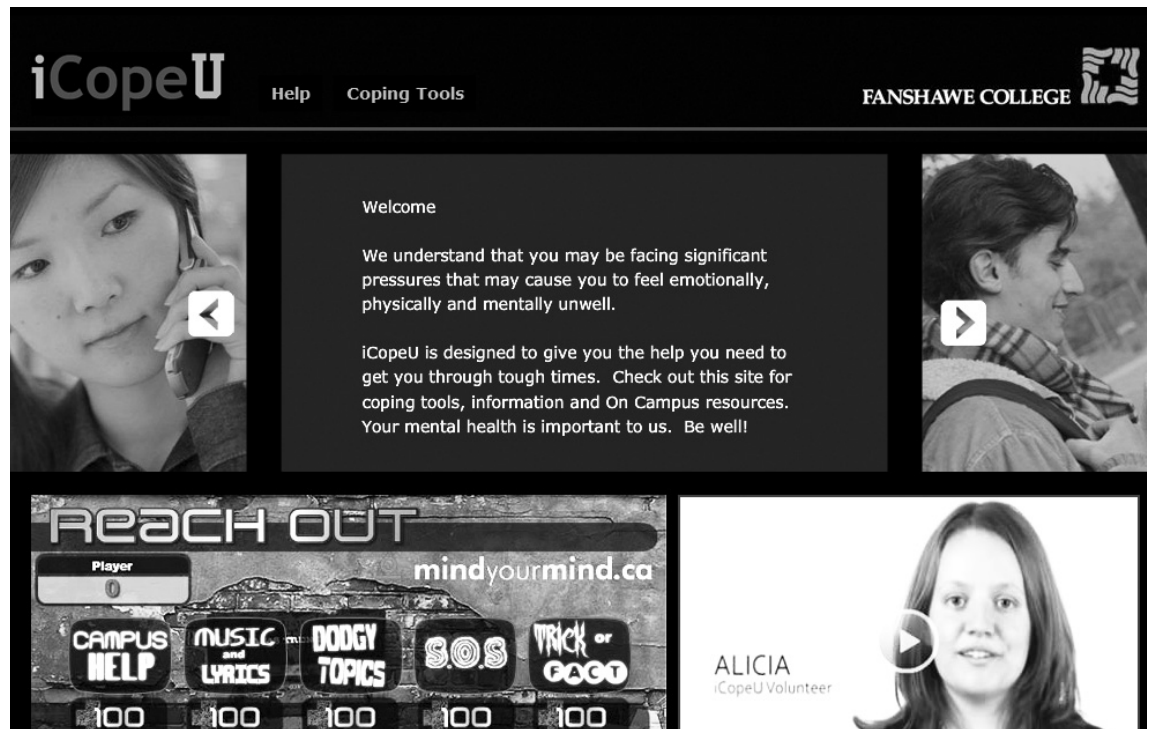 iCopeU
Help
Coping Tools
FANSHAWE COLLEGE
Welcome
We understand that you may be facing significant
pressures that may cause you to feel emotionally,
physically and mentally unwell.
iCopeU is designed to give you the help you need to
get you through tough times.  Check out this site for
coping tools, information and On Campus resources.
Your mental health is important to us.  Be well!
REACH OUT
mindyourmind.ca
Player
0
CAMPUS
HELP
MUSIC
and
LYRICS
DODGY
TOPICS
S.O.S
TRICK or
FACT
100
100
100
100
100
ALICIA
iCopeU Volunteer